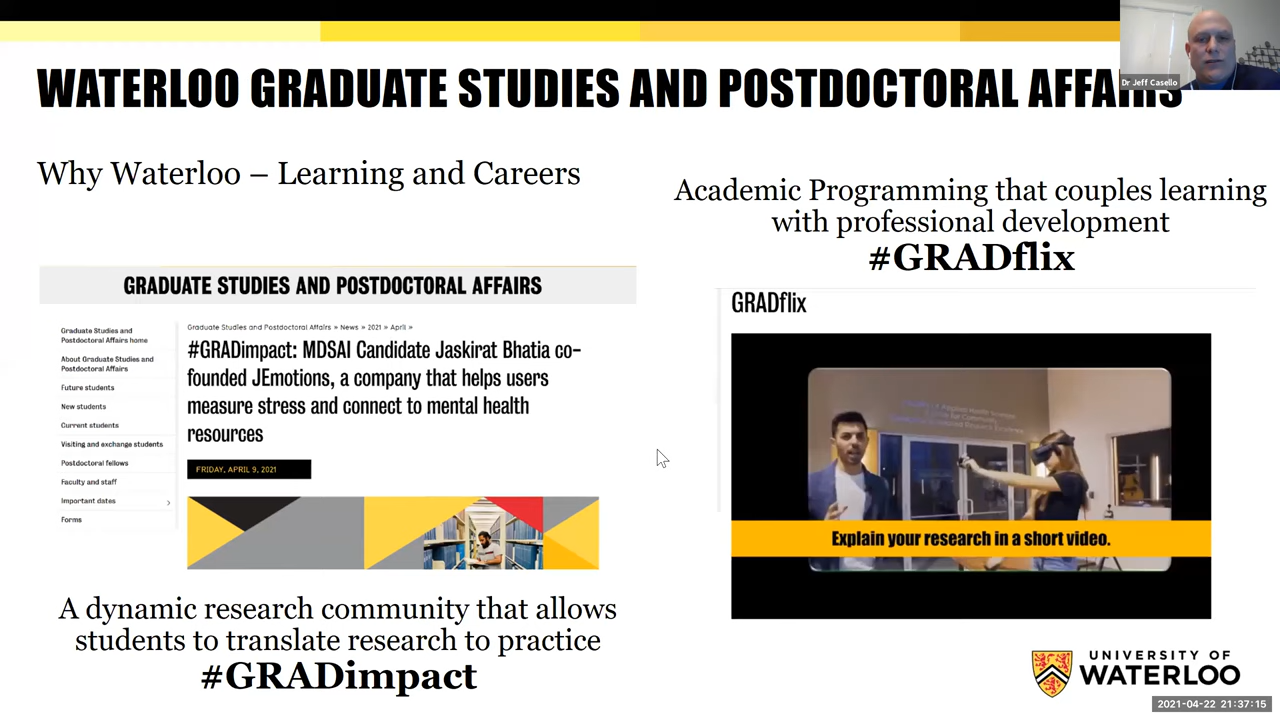 WATERLOO GRADUATE STUDIES AND POSTDOCTORAL AFFAIRS
Dr Jeff Casello
Why Waterloo – Learning and Careers
GRADUATE STUDIES AND POSTDOCTORAL AFFAIRS
Graduate Studies and
Postdoctoral Affairs home
About Graduate Studies and
Postdoctoral Affairs
Future students
New students
Current students
Visiting and exchange students
Postdoctoral fellows
Faculty and staff
Important dates
Forms
Graduate Studies and Postdoctoral Affairs » News » 2021 » April »
#GRADimpact: MDSAI Candidate Jaskirat Bhatia co-
founded JEmotions, a company that helps users
measure stress and connect to mental health
resources
FRIDAY, APRIL 9, 2021
A dynamic research community that allows
students to translate research to practice
#GRADimpact
Academic Programming that couples learning
with professional development
#GRADflix
GRADflix
Explain your research in a short video.
UNIVERSITY OF
WATERLOO
2021-04-22 21:37:15